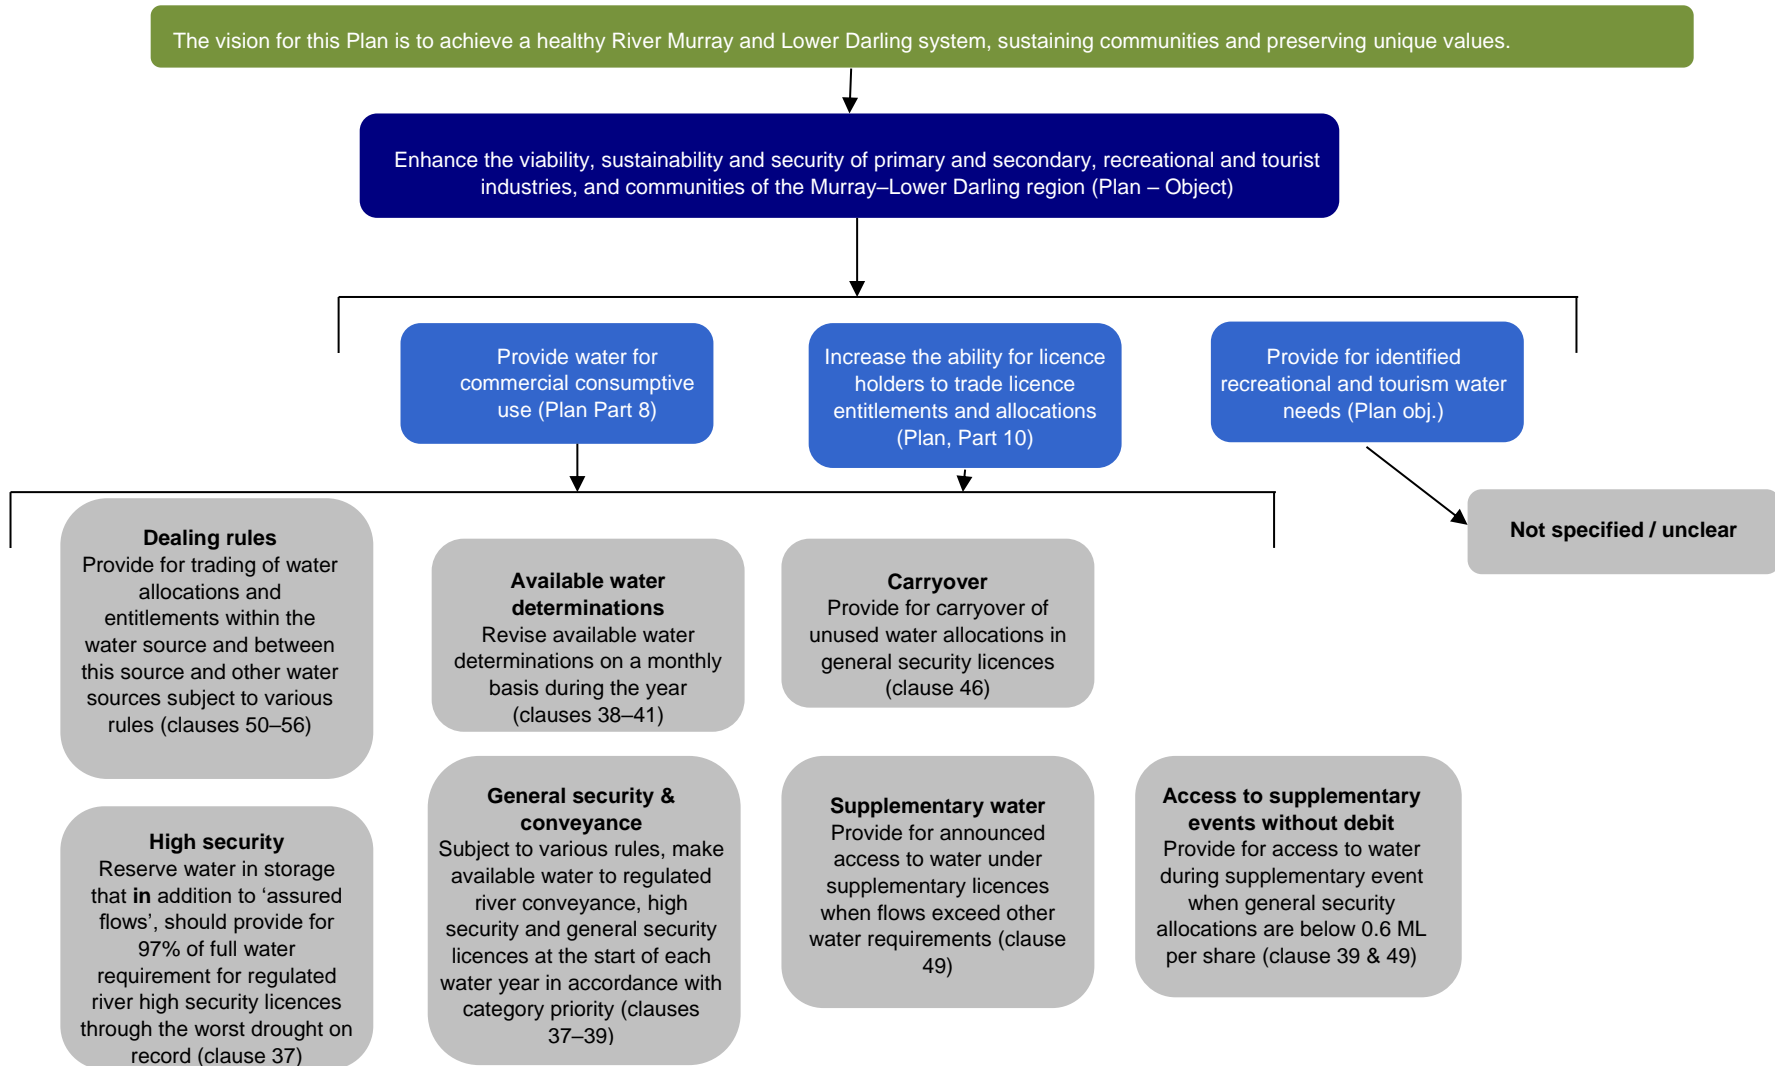 The vision for this Plan is to achieve a healthy River Murray and Lower Darling system, sustaining communities and preserving unique values.
Enhance the viability, sustainability and security of primary and secondary, recreational and tourist
industries, and communities of the Murray–Lower Darling region (Plan – Object)
Provide water for
commercial consumptive
use (Plan Part 8)
Increase the ability for licence
holders to trade licence
entitlements and allocations
(Plan, Part 10)
Provide for identified
recreational and tourism water
needs (Plan obj.)
Not specified / unclear
Dealing rules
Provide for trading of water
allocations and
entitlements within the
water source and between
this source and other water
sources subject to various
rules (clauses 50–56)
Available water
determinations
Revise available water
determinations on a monthly
basis during the year
(clauses 38–41)
Carryover
Provide for carryover of
unused water allocations in
general security licences
(clause 46)
High security
Reserve water in storage
that in addition to ‘assured
flows’, should provide for
97% of full water
requirement for regulated
river high security licences
through the worst drought on
record (clause 37)
General security &
conveyance
Subject to various rules, make
available water to regulated
river conveyance, high
security and general security
licences at the start of each
water year in accordance with
category priority (clauses
37–39)
Supplementary water
Provide for announced
access to water under
supplementary licences
when flows exceed other
water requirements (clause
49)
Access to supplementary
events without debit
Provide for access to water
during supplementary event
when general security
allocations are below 0.6 ML
per share (clause 39 & 49)